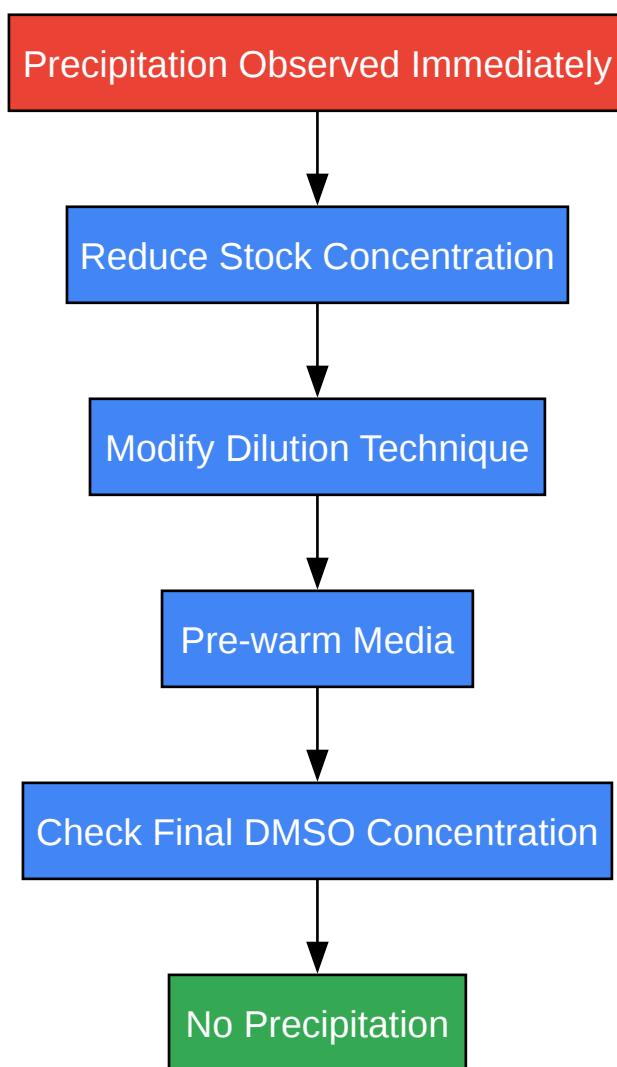 Precipitation Observed Immediately
Reduce Stock Concentration
Modify Dilution Technique
Pre-warm Media
Check Final DMSO Concentration
No Precipitation